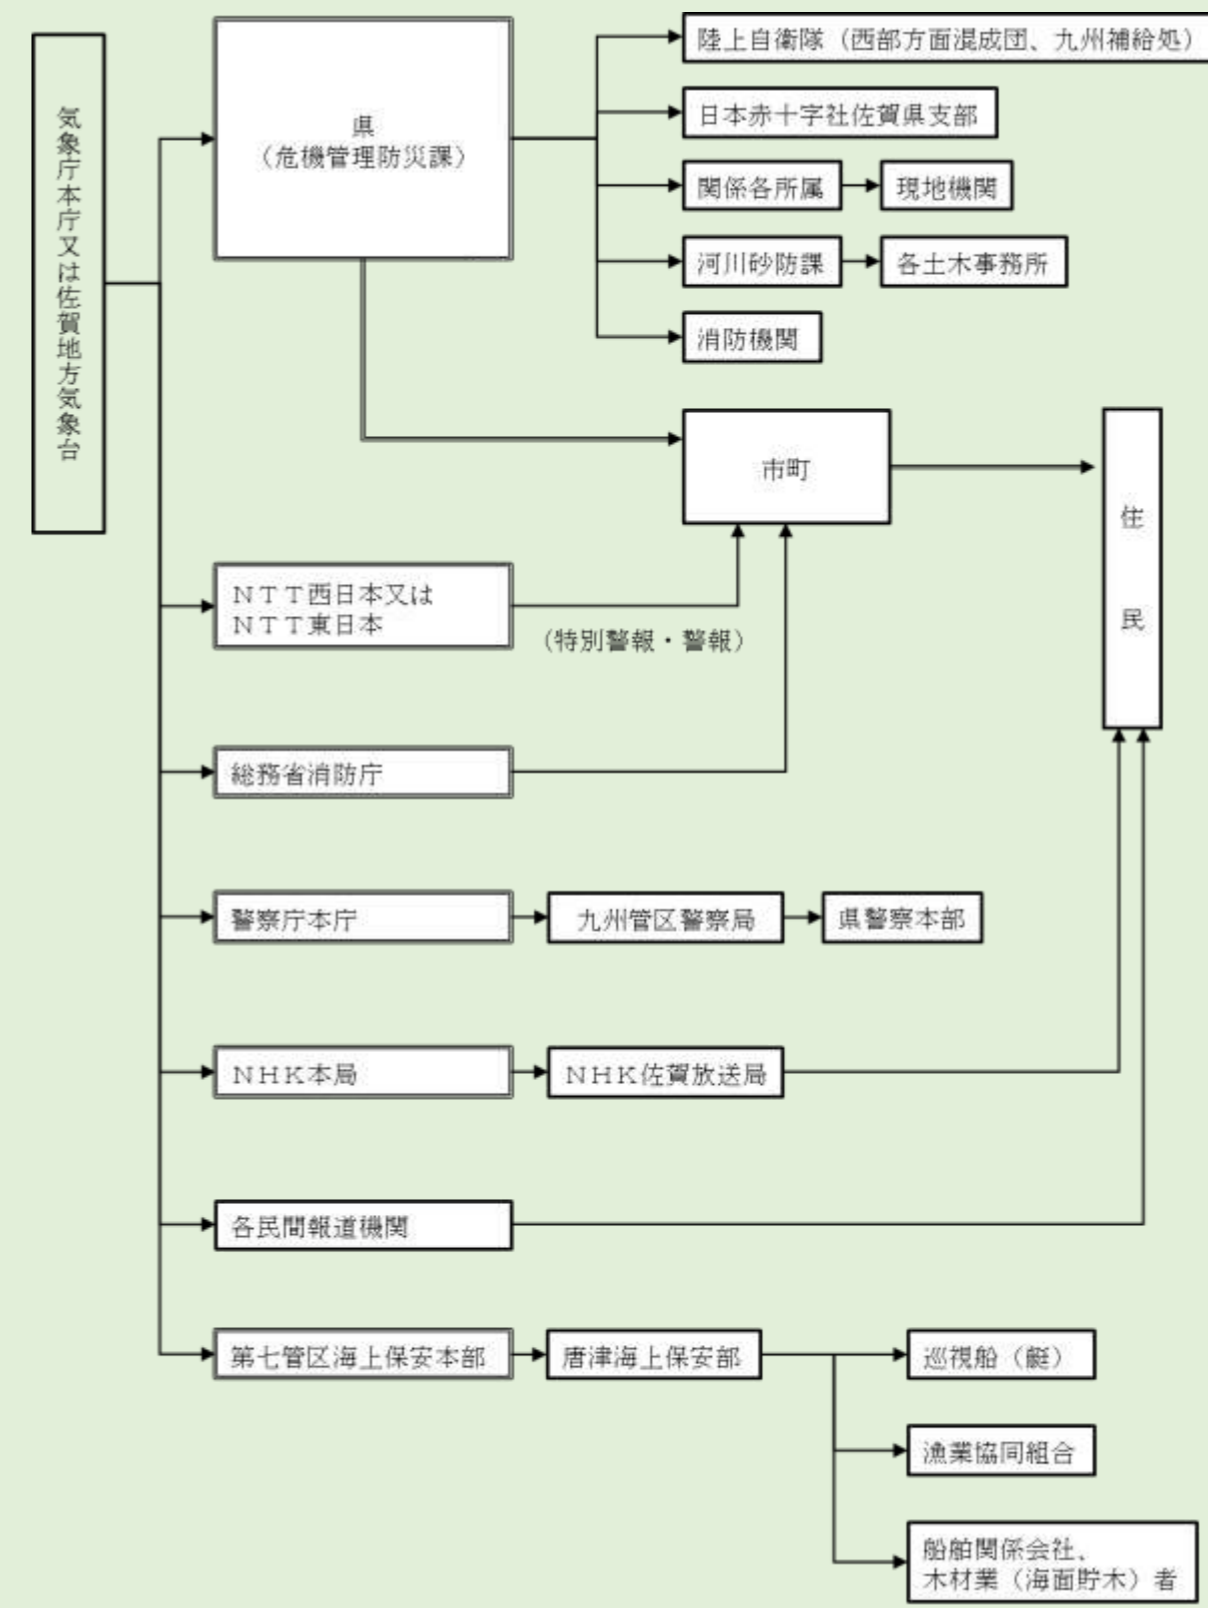 気象庁本庁又は佐賀地方気象台
県
（危機管理防災課）
陸上自衛隊（西部方面混成団、九州補給処）
日本赤十字社佐賀県支部
関係各所属
現地機関
河川砂防課
各土木事務所
消防機関
市町
住民
ＮＴＴ西日本又は
ＮＴＴ東日本
（特別警報・警報）
総務省消防庁
警察庁本庁
九州管区警察局
県警察本部
ＮＨＫ本局
ＮＨＫ佐賀放送局
各民間報道機関
第七管区海上保安本部
唐津海上保安部
巡視船（艇）
漁業協同組合
船舶関係会社、
木材業（海面貯木）者